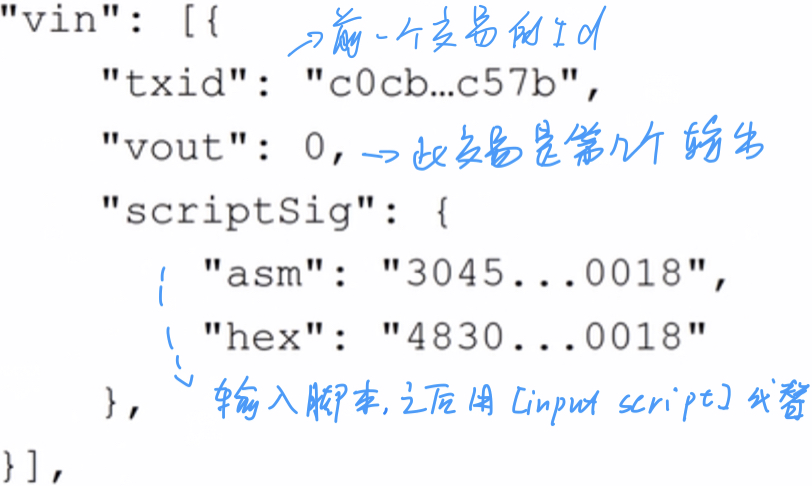 "vin": [{
→前一个交易的Id
"txid": "c0cb…c57b",
"vout": 0, →此交易是第几个输出
"scriptSig": {
"asm": "3045...0018",
"hex": "4830...0018"
}, 输入脚本,之后用[input script]代替
}],